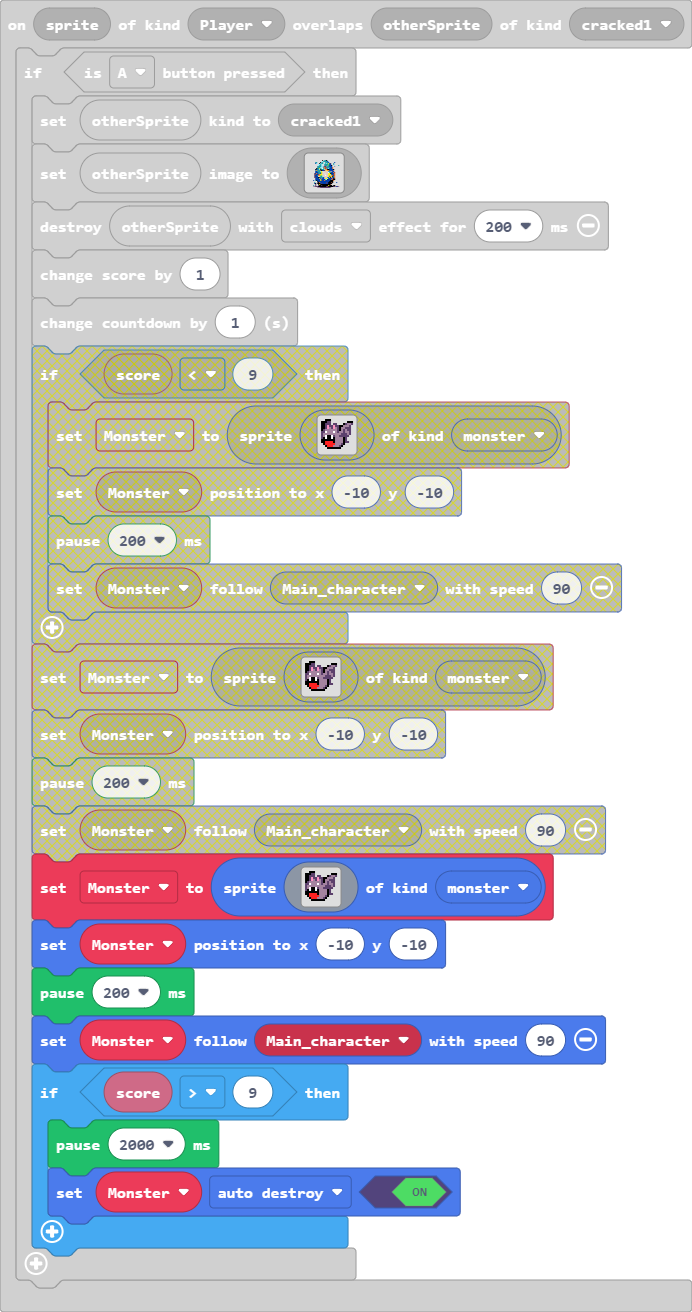 on sprite of kind Player overlaps otherSprite of kind cracked1
if is A button pressed then
set otherSprite kind to cracked1
set otherSprite image to
destroy otherSprite with clouds effect for 200 ms
change score by 1
change countdown by 1 (s)
if score < 9 then
set Monster to sprite of kind monster
set Monster position to x -10 y -10
pause 200 ms
set Monster follow Main_character with speed 90
set Monster to sprite of kind monster
set Monster position to x -10 y -10
pause 200 ms
set Monster follow Main_character with speed 90
set Monster to sprite of kind monster
set Monster position to x -10 y -10
pause 200 ms
set Monster follow Main_character with speed 90
if score > 9 then
pause 2000 ms
set Monster auto destroy ON